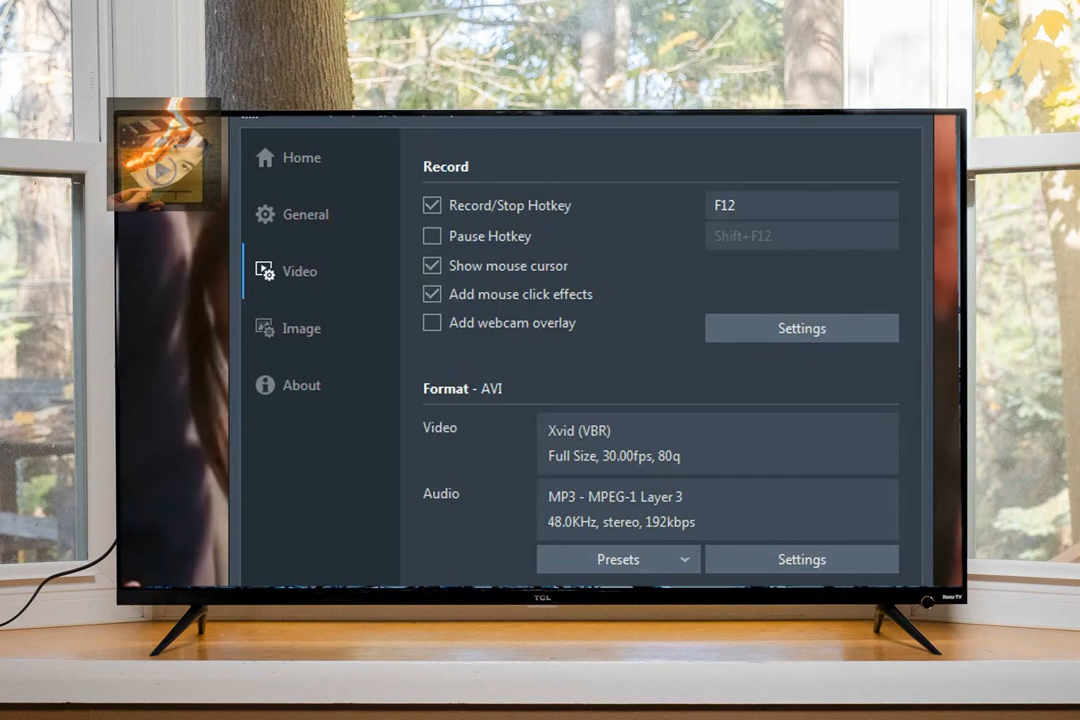 Home
General
Video
Image
About
Record
Record/Stop Hotkey
F12
Pause Hotkey
Shift+F12
Show mouse cursor
Add mouse click effects
Add webcam overlay
Settings
Format - AVI
Video
Xvid (VBR)
Full Size, 30.00fps, 80q
Audio
MP3 - MPEG-1 Layer 3
48.0KHz, stereo, 192kbps
Presets
Settings
TCL
Roku TV